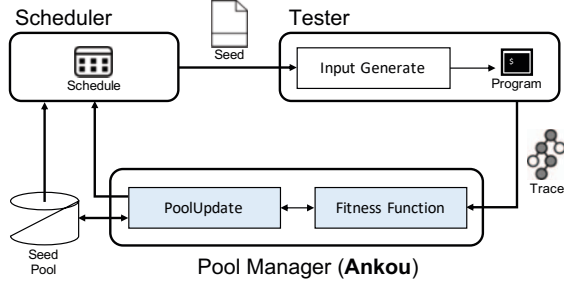 Scheduler
Tester
Schedule
Seed
Input Generate
$
Program
Trace
PoolUpdate
Fitness Function
Seed
Pool
Pool Manager (Ankou)